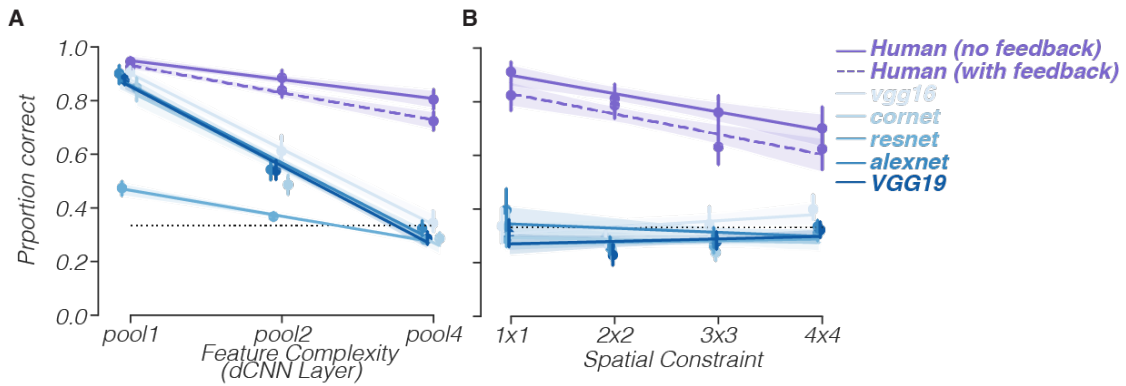 A
B
Prportion correct
1.0
0.8
0.6
0.4
0.2
0.0
pool1
pool2
pool4
Feature Complexity
(dCNN Layer)
1x1
2x2
3x3
4x4
Spatial Constraint
Human (no feedback)
Human (with feedback)
vgg16
cornet
resnet
alexnet
VGG19